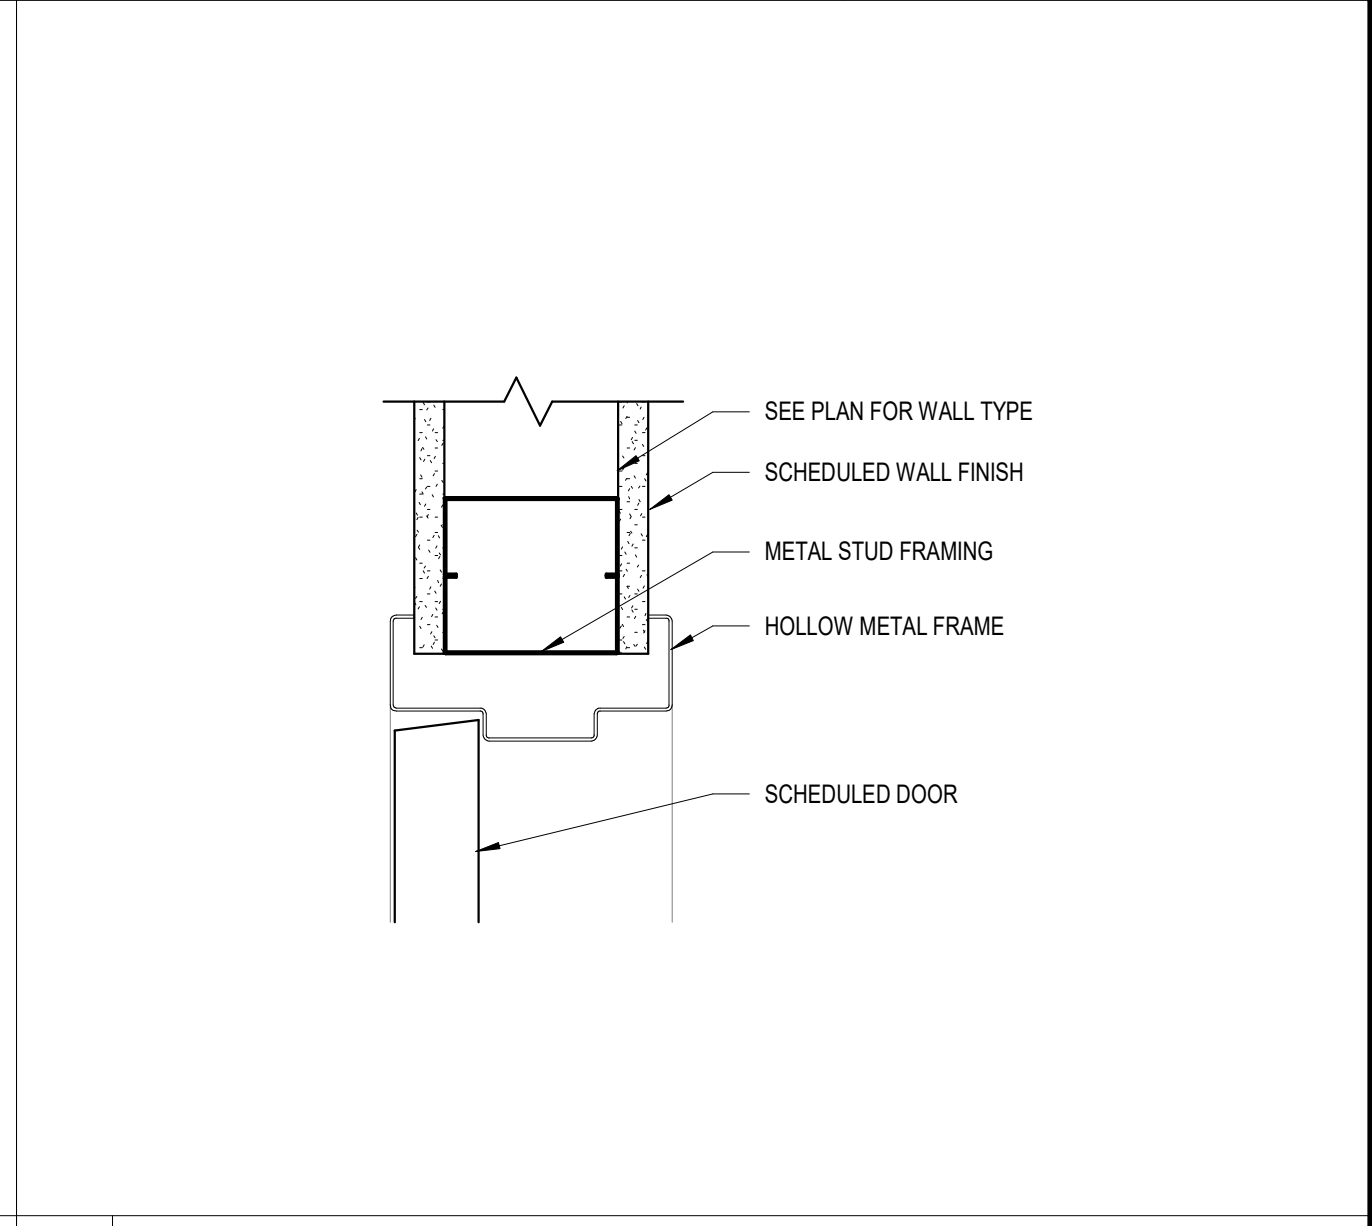 SEE PLAN FOR WALL TYPE
SCHEDULED WALL FINISH
METAL STUD FRAMING
HOLLOW METAL FRAME
SCHEDULED DOOR